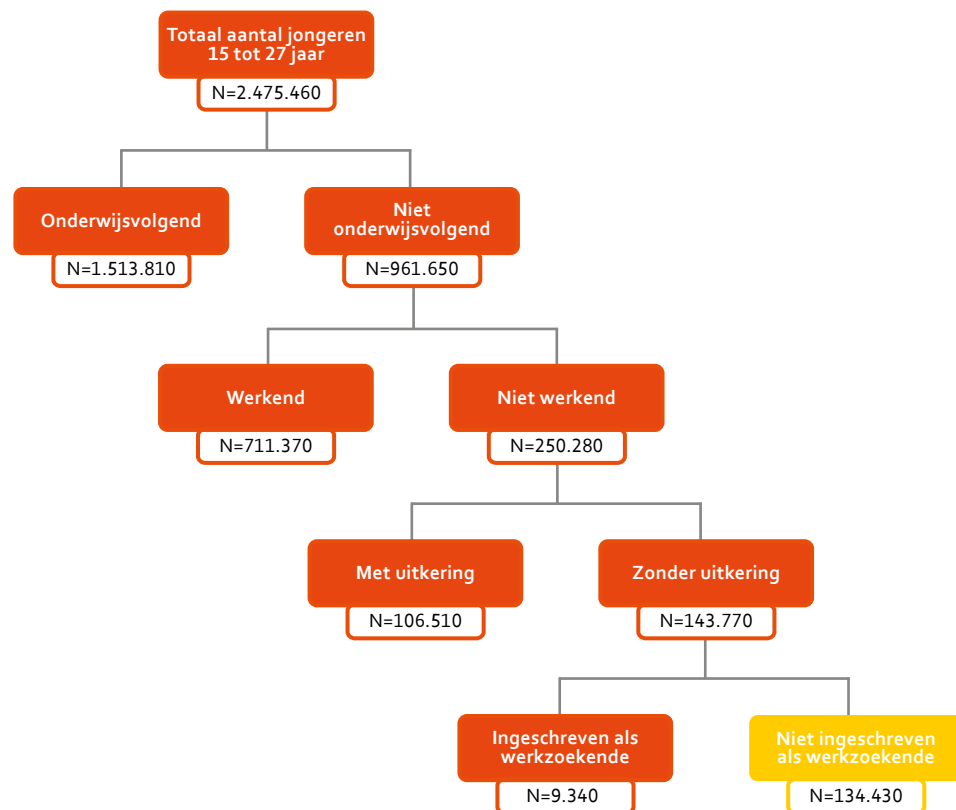 Totaal aantal jongeren
15 tot 27 jaar
N=2.475.460
Onderwijsvolgend
N=1.513.810
Niet
onderwijsvolgend
N=961.650
Werkend
N=711.370
Niet werkend
N=250.280
Met uitkering
N=106.510
Zonder uitkering
N=143.770
Ingeschreven als
werkzoekende
N=9.340
Niet ingeschreven
als werkzoekende
N=134.430